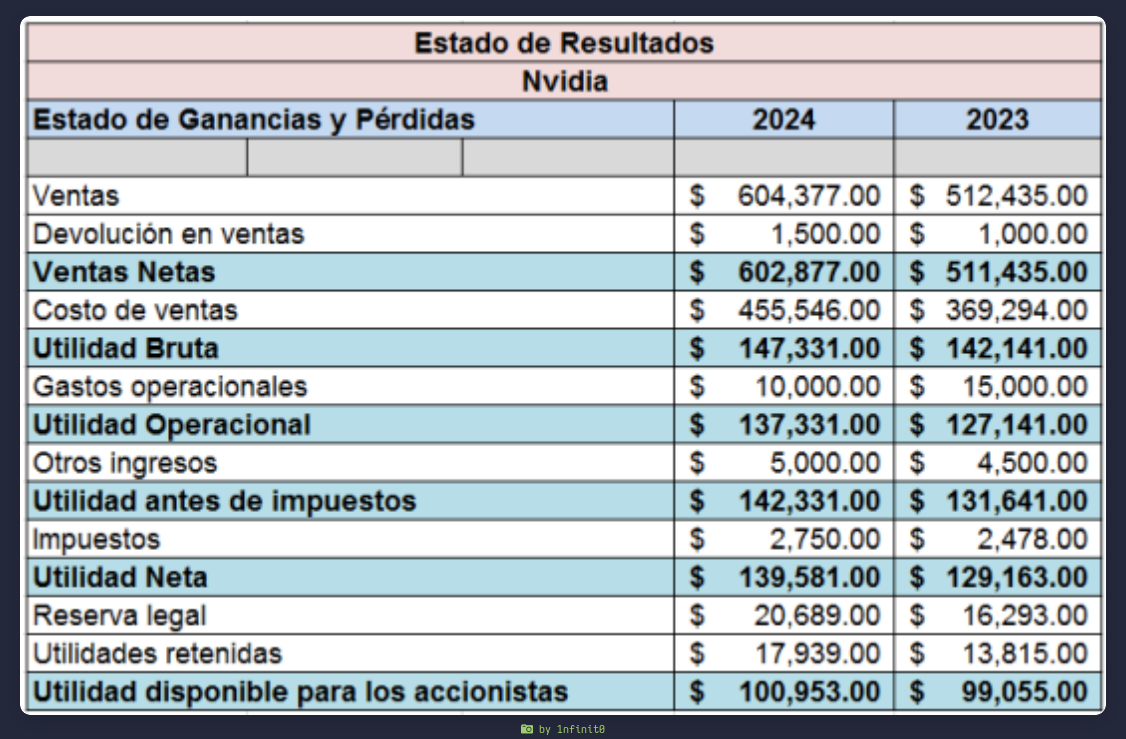 Estado de Resultados
Nvidia
Estado de Ganancias y Pérdidas 2024 2023
Ventas $ 604,377.00 $ 512,435.00
Devolución en ventas $ 1,500.00 $ 1,000.00
Ventas Netas $ 602,877.00 $ 511,435.00
Costo de ventas $ 455,546.00 $ 369,294.00
Utilidad Bruta $ 147,331.00 $ 142,141.00
Gastos operacionales $ 10,000.00 $ 15,000.00
Utilidad Operacional $ 137,331.00 $ 127,141.00
Otros ingresos $ 5,000.00 $ 4,500.00
Utilidad antes de impuestos $ 142,331.00 $ 131,641.00
Impuestos $ 2,750.00 $ 2,478.00
Utilidad Neta $ 139,581.00 $ 129,163.00
Reserva legal $ 20,689.00 $ 16,293.00
Utilidades retenidas $ 17,939.00 $ 13,815.00
Utilidad disponible para los accionistas $ 100,953.00 $ 99,055.00
by 1nfinit0